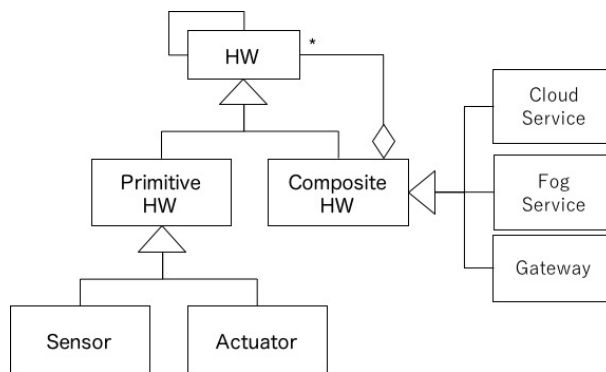 HW
*
Cloud
Service
Primitive
HW
Composite
HW
Fog
Service
Gateway
Sensor
Actuator